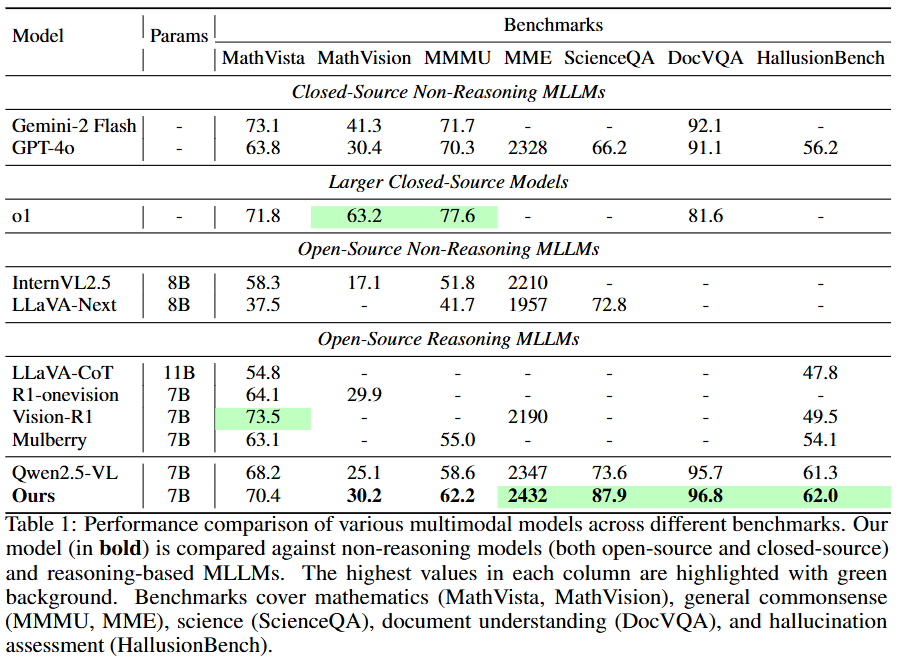 Model Params Benchmarks
MathVista MathVision MMMU MME ScienceQA DocVQA HallusionBench
Closed-Source Non-Reasoning MLLMs
Gemini-2 Flash - 73.1 41.3 71.7 - - 92.1 -
GPT-4o - 63.8 30.4 70.3 2328 66.2 91.1 56.2
Larger Closed-Source Models
o1 - 71.8 63.2 77.6 - - 81.6 -
Open-Source Non-Reasoning MLLMs
InternVL2.5 8B 58.3 17.1 51.8 2210 - - -
LLaVA-Next 8B 37.5 - 41.7 1957 72.8 - -
Open-Source Reasoning MLLMs
LLaVA-CoT 11B 54.8 - - - - - 47.8
R1-onevision 7B 64.1 29.9 - - - - -
Vision-R1 7B 73.5 - - 2190 - - 49.5
Mulberry 7B 63.1 - 55.0 - - - 54.1
Qwen2.5-VL 7B 68.2 25.1 58.6 2347 73.6 95.7 61.3
Ours 7B 70.4 30.2 62.2 2432 87.9 96.8 62.0
Table 1: Performance comparison of various multimodal models across different benchmarks. Our
model (in bold) is compared against non-reasoning models (both open-source and closed-source)
and reasoning-based MLLMs. The highest values in each column are highlighted with green
background. Benchmarks cover mathematics (MathVista, MathVision), general commonsense
(MMMU, MME), science (ScienceQA), document understanding (DocVQA), and hallucination
assessment (HallusionBench).